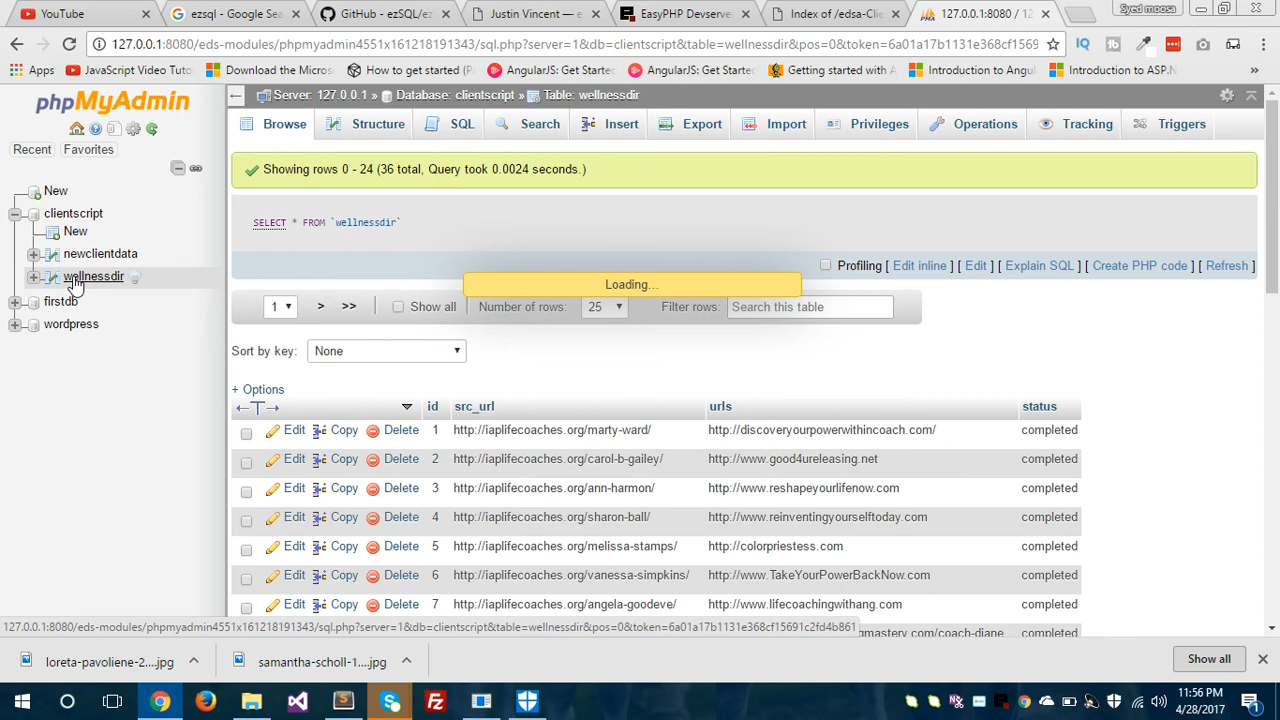 YouTube
ezsql - Google Sea
GitHub - ezSQL/ez
Justin Vincent — e
EasyPHP Devserve
Index of /edsa-Clie
127.0.0.1:8080 / 12
Syed moosa
127.0.0.1:8080/eds-modules/phpmyadmin4551x161218191343/sql.php?server=1&db=clientscript&table=wellnessdir&pos=0&token=6a01a17b1131e368cf1569
Apps
JavaScript Video Tuto
Download the Micros
How to get started (
AngularJS: Get Starte
AngularJS: Get Starte
Getting started with A
Introduction to Angu
Introduction to ASP.N
»
phpMyAdmin
Recent
Favorites
New
clientscript
New
newclientdata
wellnessdir
firstdb
wordpress
Server: 127.0.0.1 » Database: clientscript » Table: wellnessdir
Browse
Structure
SQL
Search
Insert
Export
Import
Privileges
Operations
Tracking
Triggers
Showing rows 0 - 24 (36 total, Query took 0.0024 seconds.)
SELECT * FROM `wellnessdir`
Profiling [ Edit inline ] [ Edit ] [ Explain SQL ] [ Create PHP code ] [ Refresh ]
Loading…
1
>
>>
Show all
Number of rows:
25
Filter rows:
Search this table
Sort by key:
None
+ Options
id
src_url
urls
status
Edit Copy Delete 1 http://iaplifecoaches.org/marty-ward/ http://discoveryourpowerwithincoach.com/ completed
Edit Copy Delete 2 http://iaplifecoaches.org/carol-b-gailey/ http://www.good4ureleasing.net completed
Edit Copy Delete 3 http://iaplifecoaches.org/ann-harmon/ http://www.reshapeyourlifenow.com completed
Edit Copy Delete 4 http://iaplifecoaches.org/sharon-ball/ http://www.reinventingyourselftoday.com completed
Edit Copy Delete 5 http://iaplifecoaches.org/melissa-stamps/ http://colorpriestess.com completed
Edit Copy Delete 6 http://iaplifecoaches.org/vanessa-simpkins/ http://www.TakeYourPowerBackNow.com completed
Edit Copy Delete 7 http://iaplifecoaches.org/angela-goodeve/ http://www.lifecoachingwithang.com completed
127.0.0.1:8080/eds-modules/phpmyadmin4551x161218191343/sql.php?server=1&db=clientscript&table=wellnessdir&pos=0&token=6a01a17b1131e368cf15691c2fd4b861
gmastery.com/coach-diane
loreta-pavoliene-2....jpg
samantha-scholl-1....jpg
Show all
11:56 PM
4/28/2017